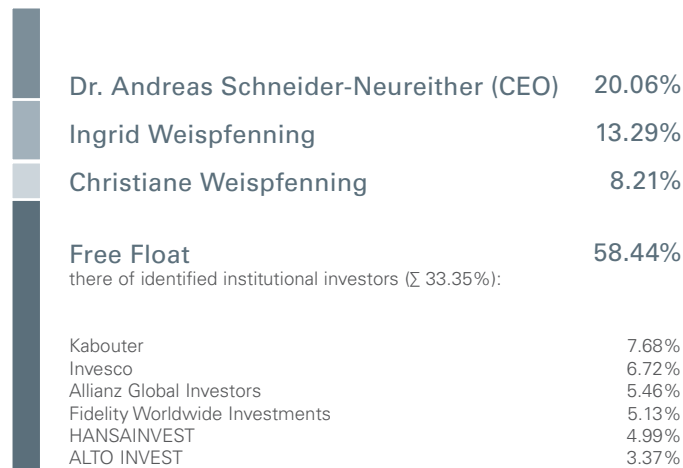 Dr. Andreas Schneider-Neureither (CEO) 20.06%
Ingrid Weispfenning 13.29%
Christiane Weispfenning 8.21%
Free Float 58.44%
there of identified institutional investors (∑ 33.35%):
Kabouter 7.68%
Invesco 6.72%
Allianz Global Investors 5.46%
Fidelity Worldwide Investments 5.13%
HANSAINVEST 4.99%
ALTO INVEST 3.37%